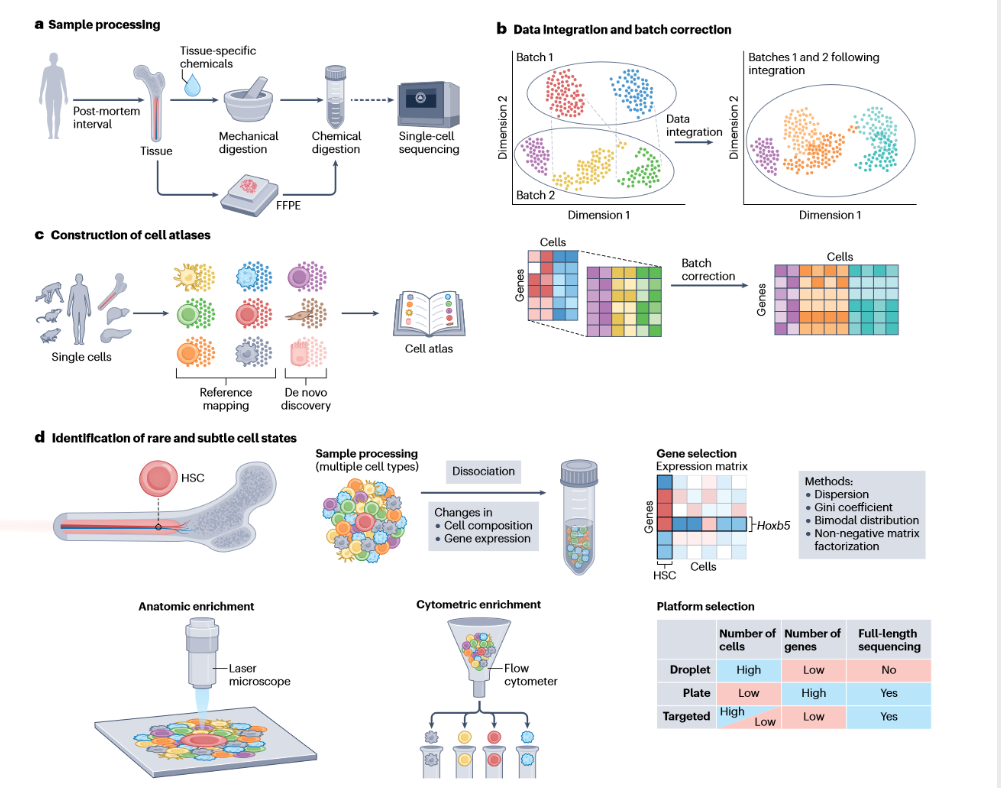 a Sample processing
Tissue-specific
chemicals
Post-mortem
interval
Tissue
Mechanical
digestion
Chemical
digestion
Single-cell
sequencing
FFPE
b Data integration and batch correction
Batch 1
Batch 2
Dimension 2
Dimension 1
Data
integration
Batches 1 and 2 following
integration
Dimension 2
Dimension 1
Cells
Genes
Batch
correction
Cells
Genes
c Construction of cell atlases
Single cells
Reference
mapping
De novo
discovery
Cell atlas
d Identification of rare and subtle cell states
HSC
Sample processing
(multiple cell types)
Dissociation
Changes in
• Cell composition
• Gene expression
Gene selection
Expression matrix
Genes
Hoxb5
HSC
Cells
Methods:
• Dispersion
• Gini coefficient
• Bimodal distribution
• Non-negative matrix
factorization
Anatomic enrichment
Laser
microscope
Cytometric enrichment
Flow
cytometer
Platform selection
Number of
cells
Number of
genes
Full-length
sequencing
Droplet High Low No
Plate Low High Yes
Targeted High Low Low Yes